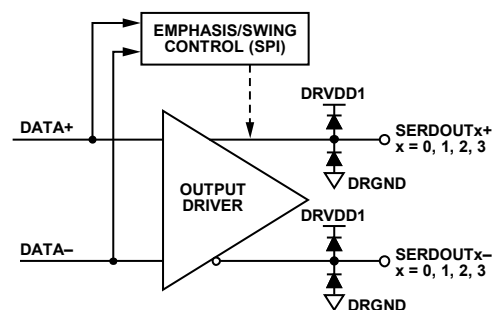 EMPHASIS/SWING
CONTROL (SPI)
DRVDD1
DATA+
SERDOUTx+
x = 0, 1, 2, 3
DRGND
OUTPUT
DRIVER
DRVDD1
DATA–
SERDOUTx–
x = 0, 1, 2, 3
DRGND